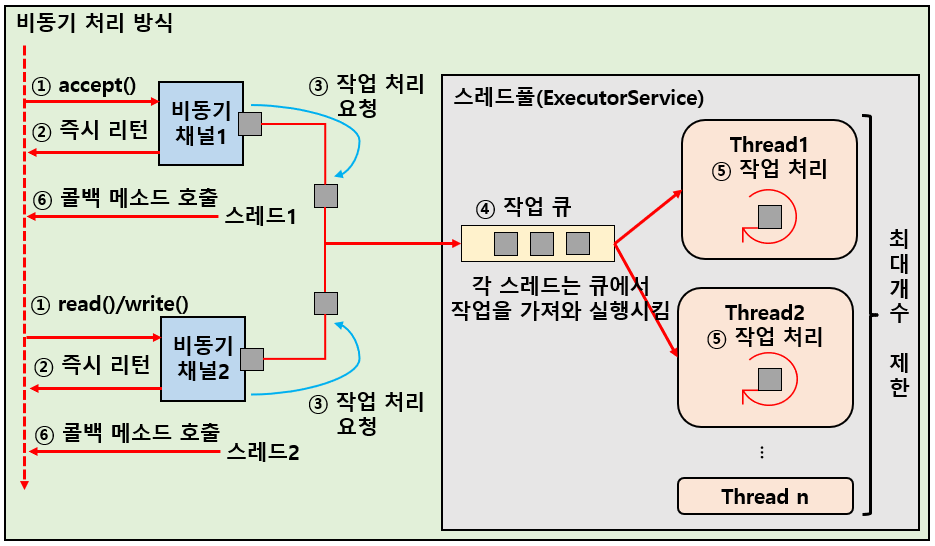 비동기 처리 방식
① accept()
② 즉시 리턴
⑥ 콜백 메소드 호출
비동기
채널1
스레드1
③ 작업 처리
요청
① read()/write()
② 즉시 리턴
⑥ 콜백 메소드 호출
비동기
채널2
스레드2
③ 작업 처리
요청
스레드풀(ExecutorService)
④ 작업 큐
각 스레드는 큐에서
작업을 가져와 실행시킴
Thread1
⑤ 작업 처리
Thread2
⑤ 작업 처리
...
Thread n
최대개수 제한